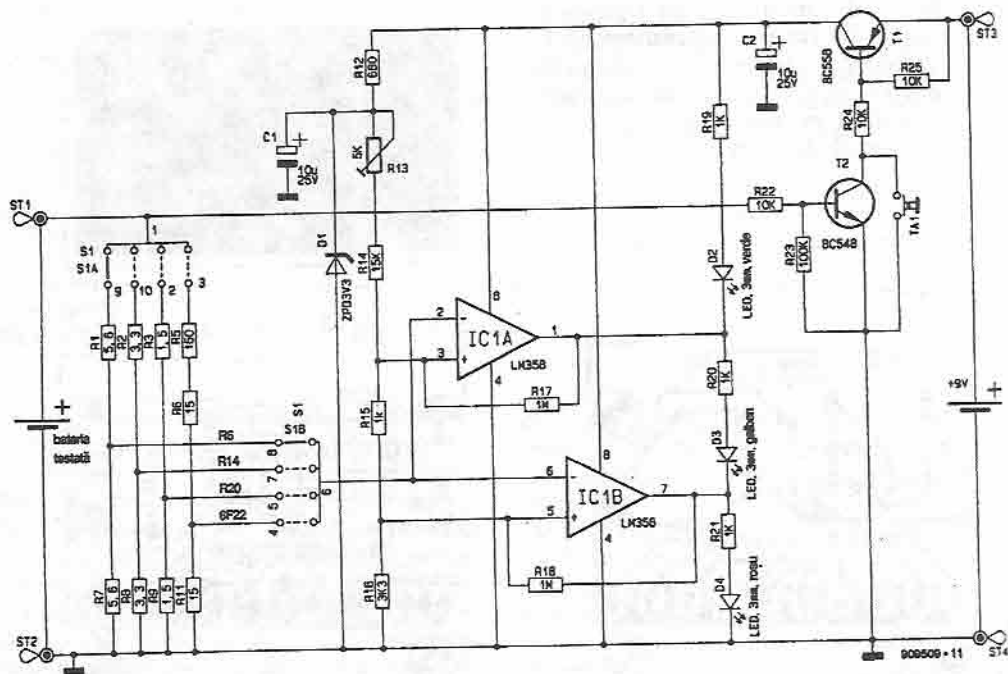 ST1
ST2
ST3
ST4
S1
S1A
1
9
10
2
3
R1
5,6
R2
3,3
R3
1,5
R5
160
R6
15
R7
5,6
R8
3,3
R9
1,5
R11
15
bateria
testată
R6
R14
R20
6F22
S1
S1B
8
7
5
4
6
C1
+
25V
D1
ZPD3V3
R12
680
5K
R13
R14
15K
R15
1k
R16
3K3
2
3
8
4
1
IC1A
LM358
R17
1M
6
5
8
4
7
IC1B
LM358
R18
1M
C2
+
25V
R19
1K
D2
LED, 3mm, verde
R20
1K
D3
LED, 3mm, galben
R21
1K
D4
LED, 3mm, rosu
R22
10K
R23
100K
T2
BC548
TA1
R24
10K
R25
10K
BC558
T1
+9V
+
909509 * 11